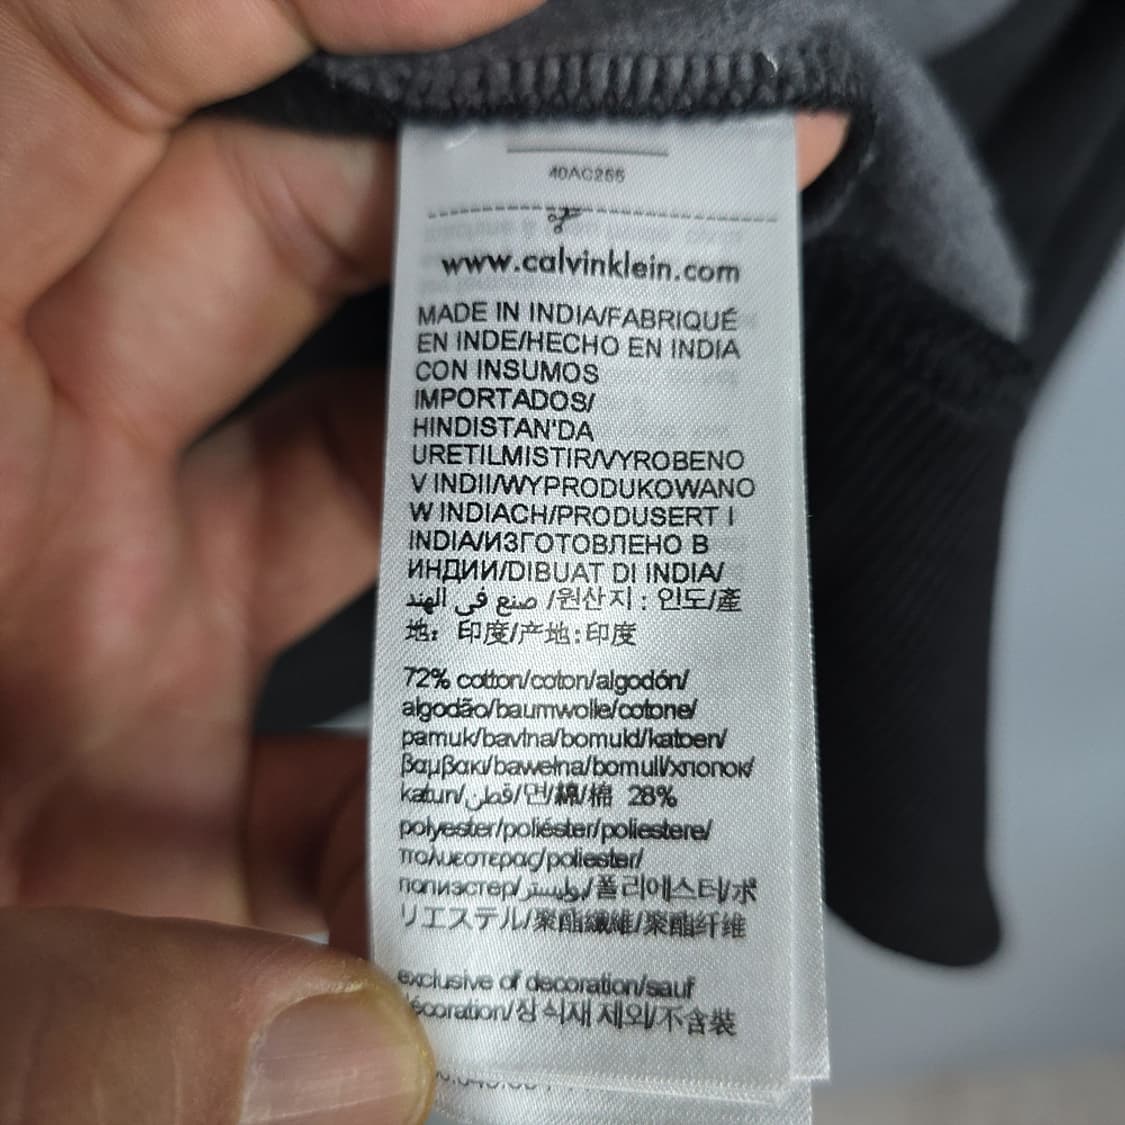 40AC266
www.calvinklein.com
MADE IN INDIA/FABRIQUÉ
EN INDE/HECHO EN INDIA
CON INSUMOS
IMPORTADOS/
HINDISTAN'DA
URETILMISTIR/VYROBENO
V INDII/WYPRODUKOWANO
W INDIACH/PRODUSERT I
INDIA/ИЗГОТОВЛЕНО В
ИНДИИ/DIBUAT DI INDIA/
صنع في الهند /원산지 : 인도/產
地：印度/产地:印度
72% cotton/coton/algodón/
algodão/baumwolle/cotone/
pamuk/bavlna/bomuld/katoen/
βαμβακι/bawełna/bomull/хлопок/
katun/قطن/면/綿/棉 28%
polyester/poliéster/poliestere/
πολυεστερας/poliester/
полиэстер/بوليستر/폴리에스터/ポ
リエステル/聚酯纖維/聚酯纤维
exclusive of decoration/sauf
décoration/장식재 제외/不含裝